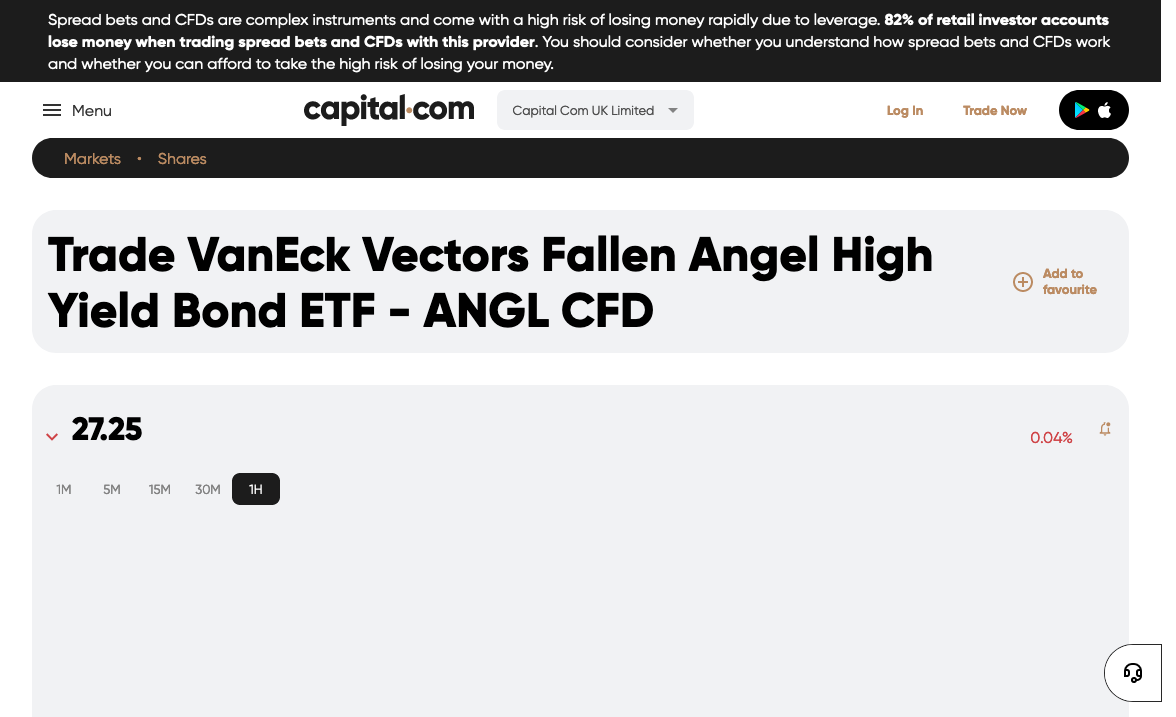 Spread bets and CFDs are complex instruments and come with a high risk of losing money rapidly due to leverage. 82% of retail investor accounts
lose money when trading spread bets and CFDs with this provider. You should consider whether you understand how spread bets and CFDs work
and whether you can afford to take the high risk of losing your money.
Menu
capital.com
Capital Com UK Limited
Log In
Trade Now
Markets • Shares
Trade VanEck Vectors Fallen Angel High
Yield Bond ETF - ANGL CFD
Add to
favourite
27.25
0.04%
1M 5M 15M 30M 1H